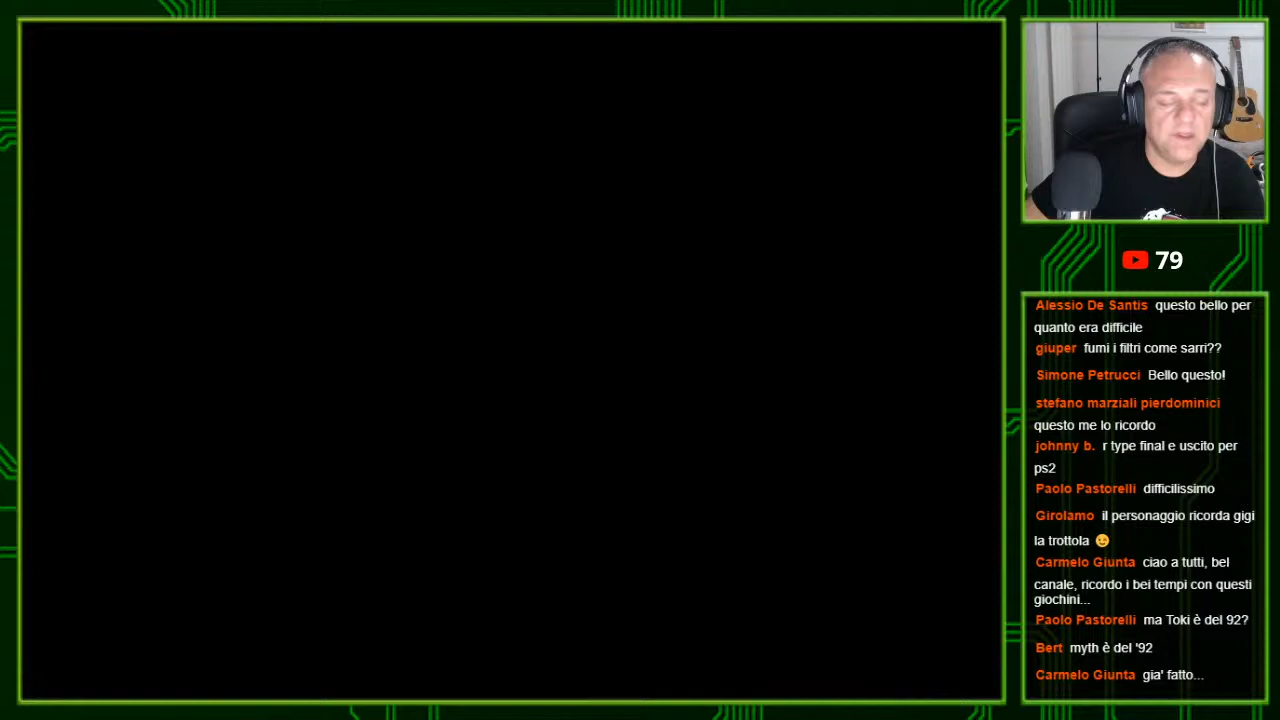 79
Alessio De Santis questo bello per
quanto era difficile
giuper fumi i filtri come sarri??
Simone Petrucci Bello questo!
stefano marziali pierdominici
questo me lo ricordo
johnny b. r type final e uscito per
ps2
Paolo Pastorelli difficilissimo
Girolamo il personaggio ricorda gigi
la trottola 😉
Carmelo Giunta ciao a tutti, bel
canale, ricordo i bei tempi con questi
giochini...
Paolo Pastorelli ma Toki è del 92?
Bert myth è del '92
Carmelo Giunta gia' fatto...